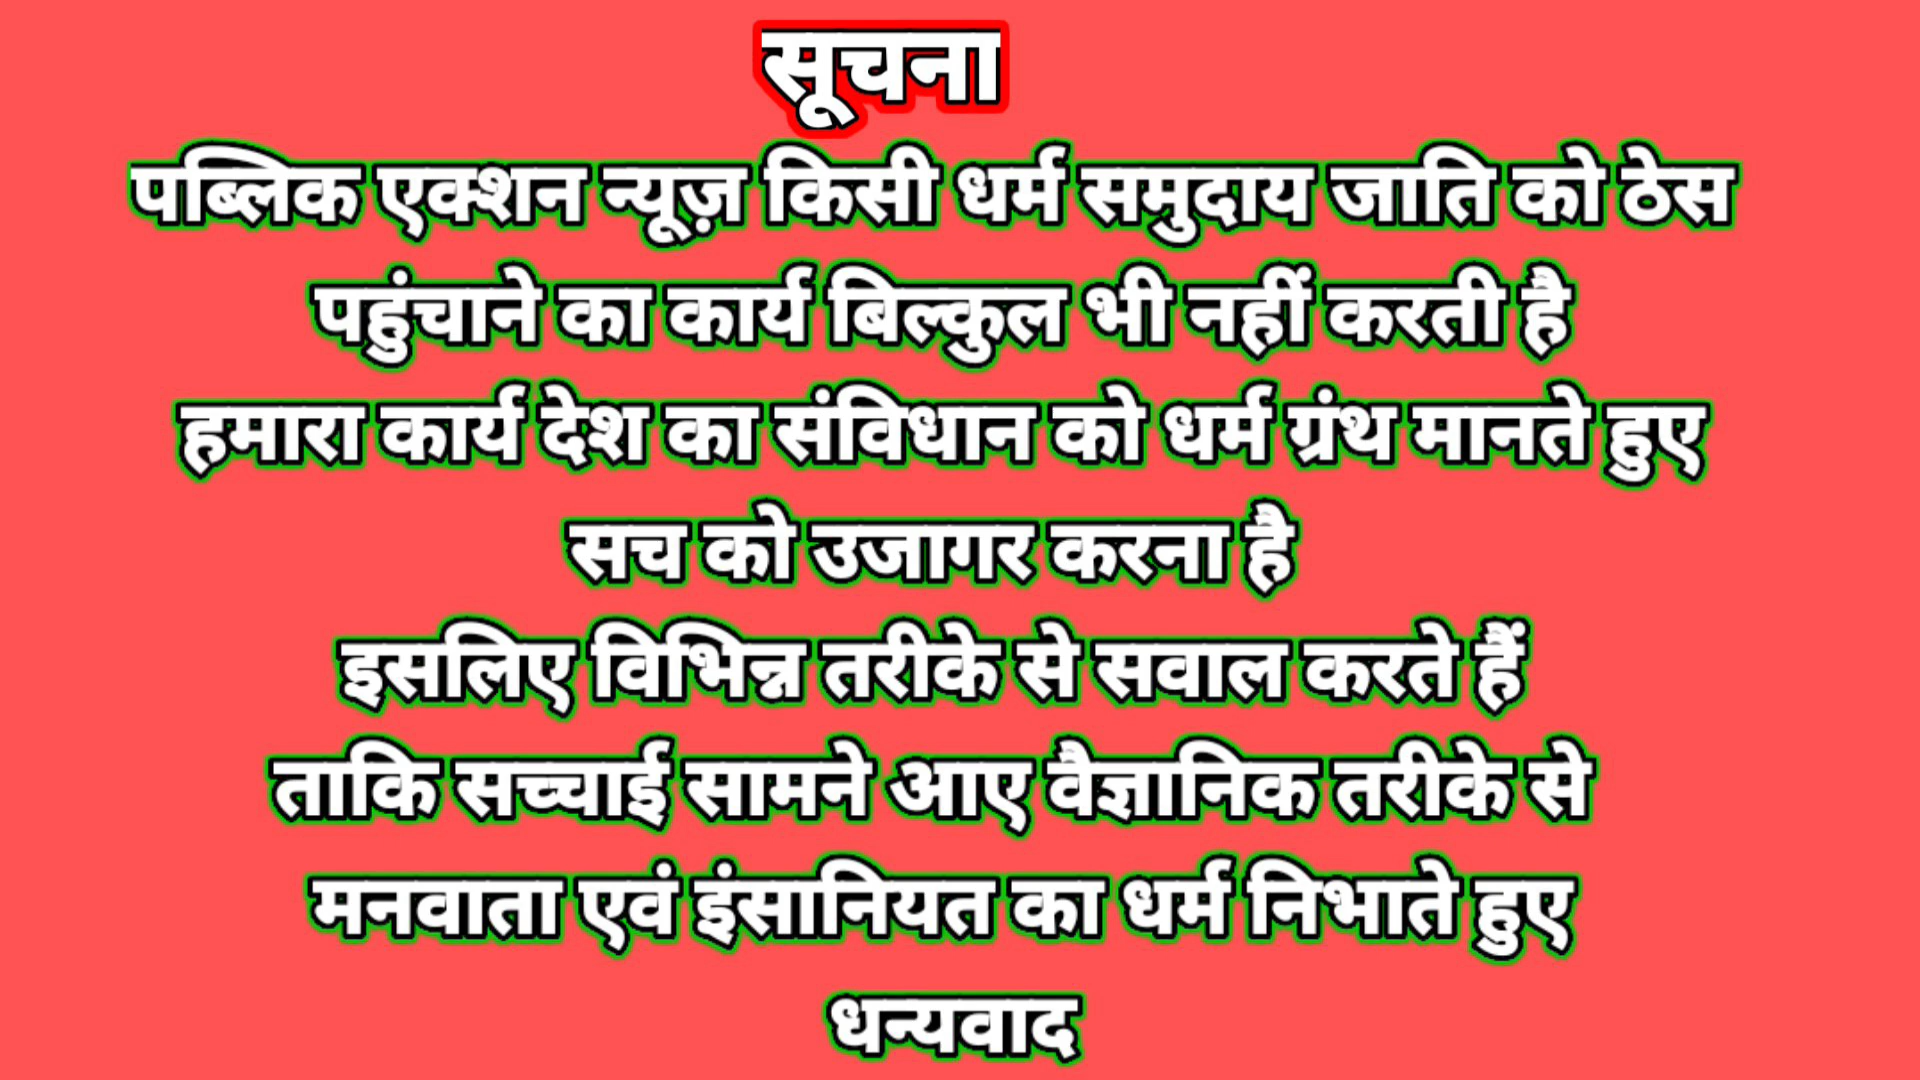 सूचना
पब्लिक एक्शन न्यूज़ किसी धर्म समुदाय जाति को ठेस
पहुंचाने का कार्य बिल्कुल भी नहीं करती है
हमारा कार्य देश का संविधान को धर्म ग्रंथ मानते हुए
सच को उजागर करना है
इसलिए विभिन्न तरीके से सवाल करते हैं
ताकि सच्चाई सामने आए वैज्ञानिक तरीके से
मनवाता एवं इंसानियत का धर्म निभाते हुए
धन्यवाद